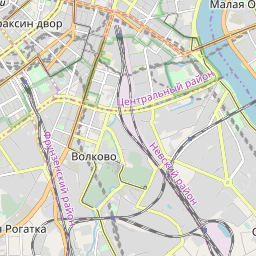 раксин двор
Малая О
Центральный район
Волково
Фрунзенский район
Невский район
я Рогатка